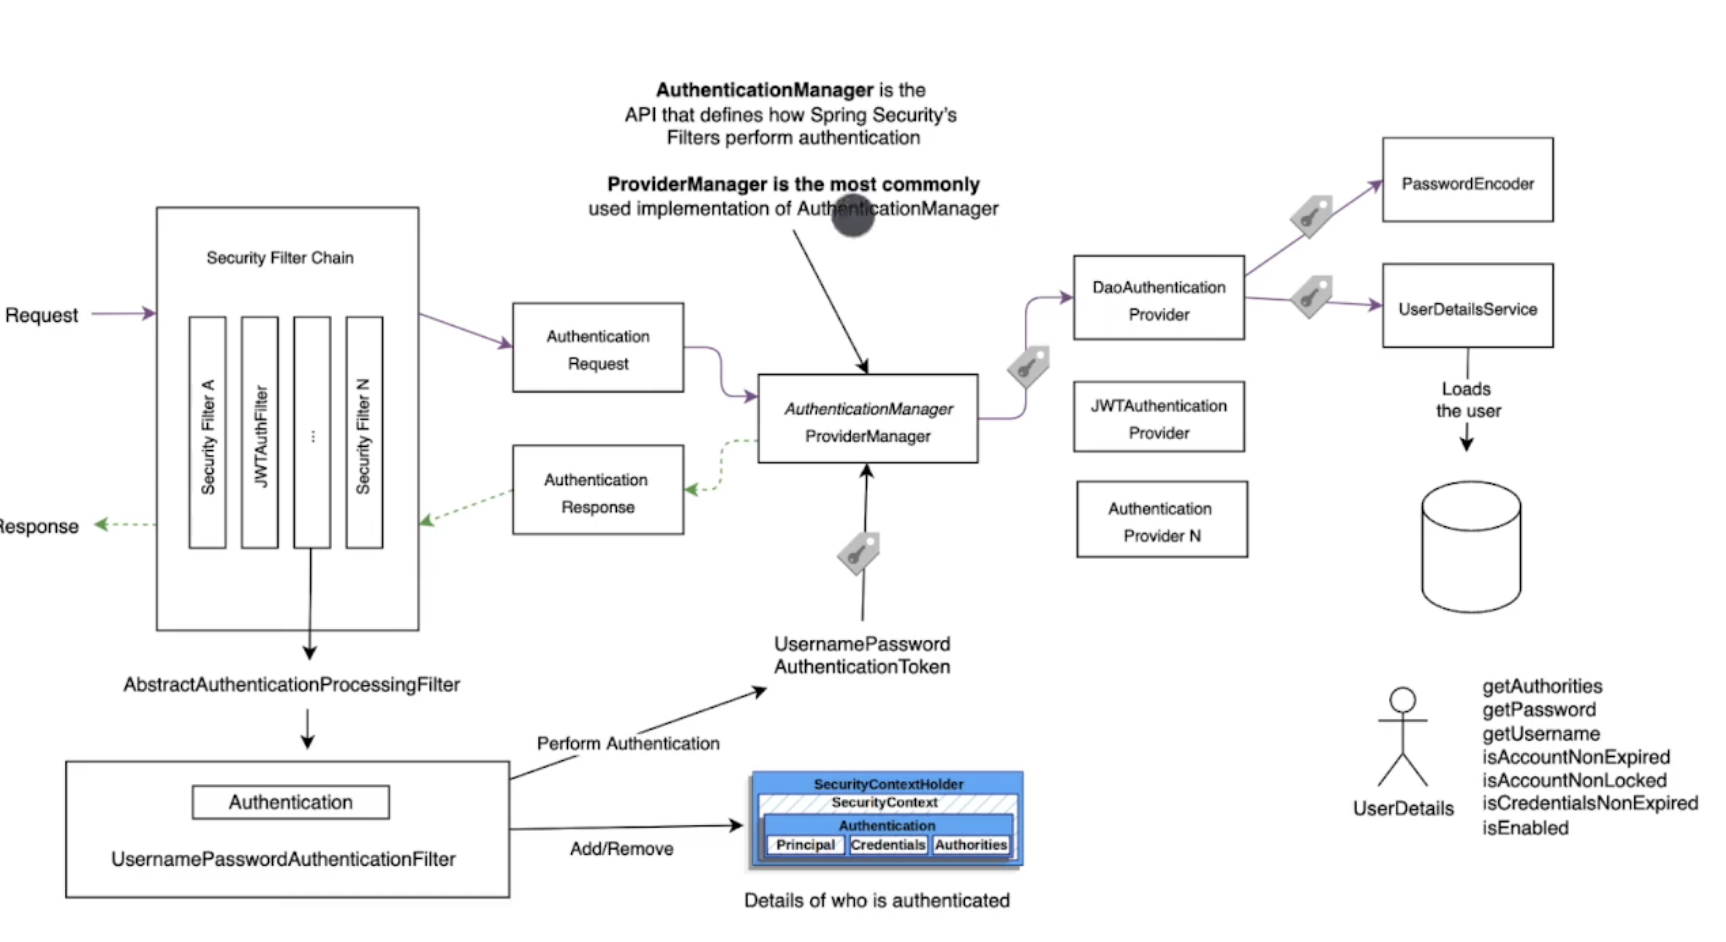 AuthenticationManager is the
API that defines how Spring Security's
Filters perform authentication
ProviderManager is the most commonly
used implementation of AuthenticationManager
Request
Response
Security Filter Chain
Security Filter A
JWTAuthFilter
...
Security Filter N
Authentication
Request
Authentication
Response
AuthenticationManager
ProviderManager
DaoAuthentication
Provider
JWTAuthentication
Provider
Authentication
Provider N
PasswordEncoder
UserDetailsService
Loads
the user
UsernamePassword
AuthenticationToken
AbstractAuthenticationProcessingFilter
Perform Authentication
Authentication
UsernamePasswordAuthenticationFilter
Add/Remove
SecurityContextHolder
SecurityContext
Authentication
Principal
Credentials
Authorities
Details of who is authenticated
UserDetails
getAuthorities
getPassword
getUsername
isAccountNonExpired
isAccountNonLocked
isCredentialsNonExpired
isEnabled